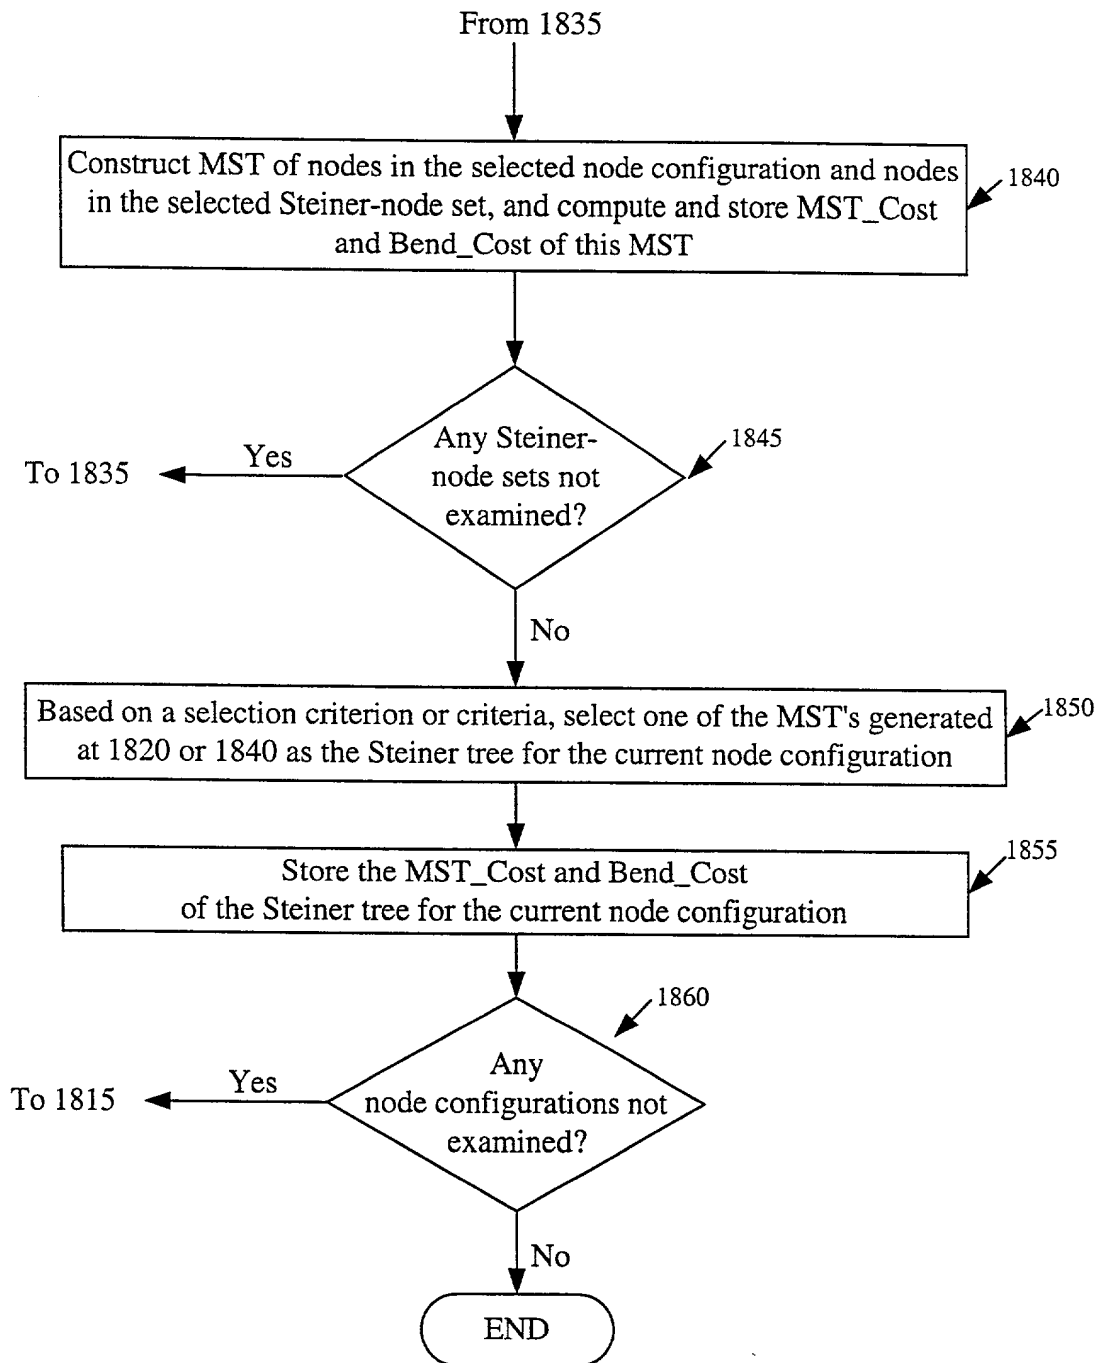 From 1835
Construct MST of nodes in the selected node configuration and nodes
in the selected Steiner-node set, and compute and store MST_Cost
and Bend_Cost of this MST
1840
Any Steiner-
node sets not
examined?
1845
Yes
To 1835
No
Based on a selection criterion or criteria, select one of the MST's generated
at 1820 or 1840 as the Steiner tree for the current node configuration
1850
Store the MST_Cost and Bend_Cost
of the Steiner tree for the current node configuration
1855
1860
Any
node configurations not
examined?
Yes
To 1815
No
END